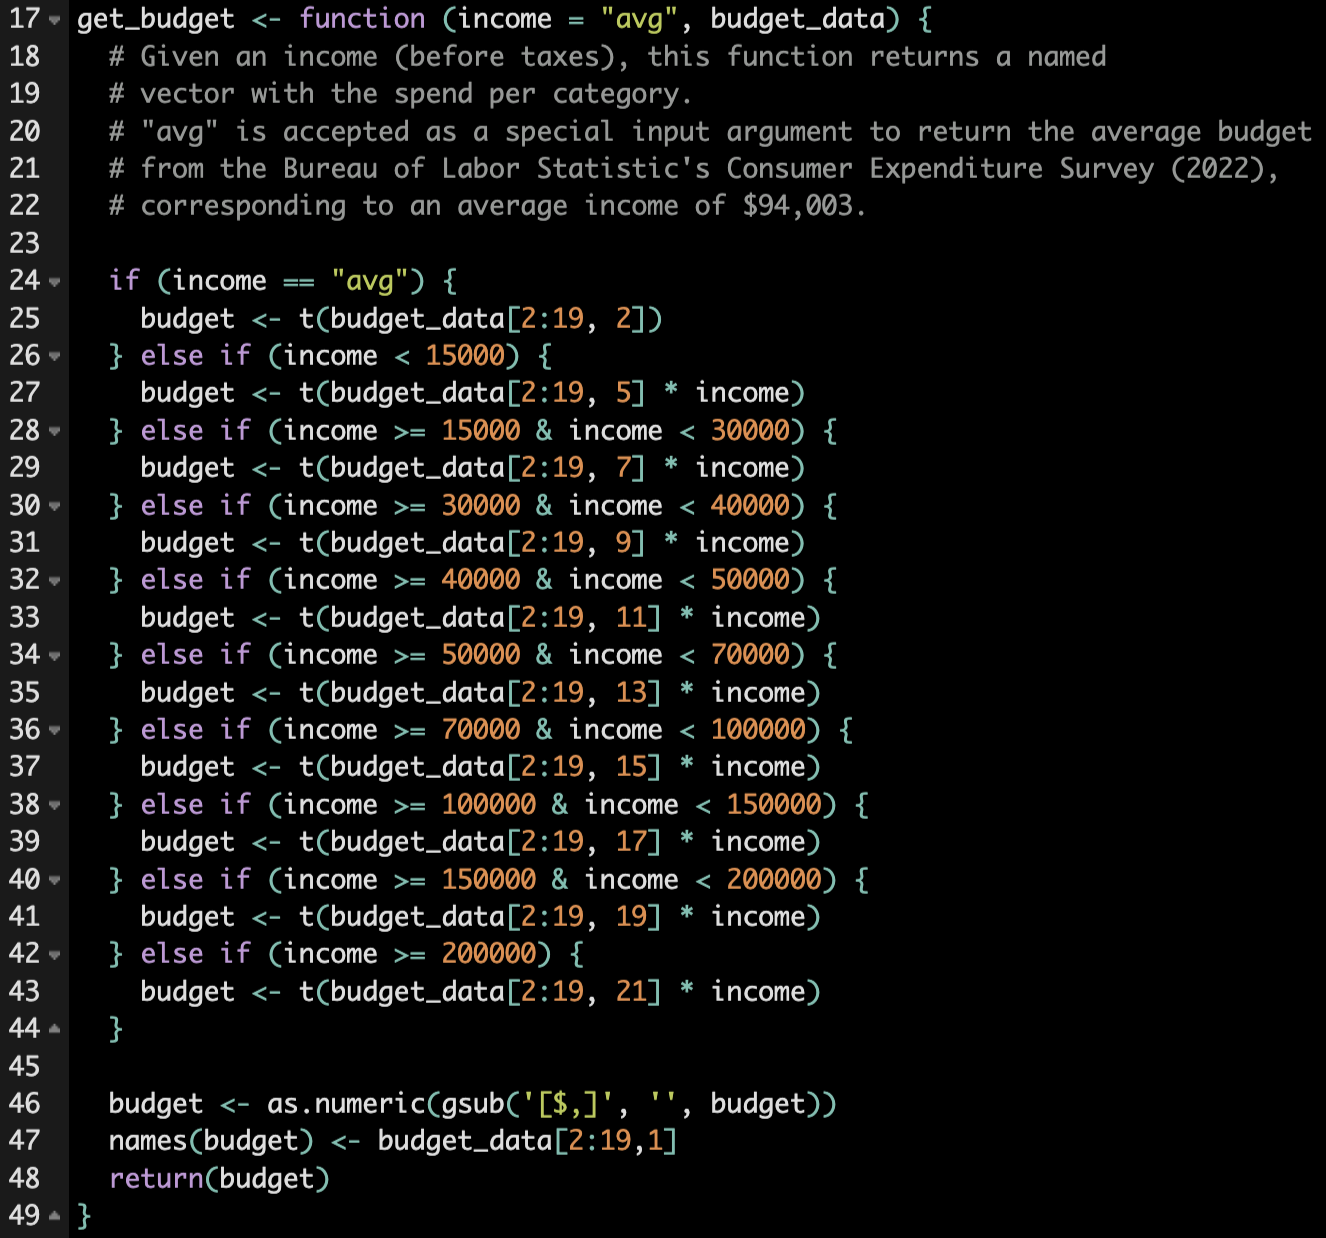 17 get_budget <- function (income = "avg", budget_data) {
18   # Given an income (before taxes), this function returns a named
19   # vector with the spend per category.
20   # "avg" is accepted as a special input argument to return the average budget
21   # from the Bureau of Labor Statistic's Consumer Expenditure Survey (2022),
22   # corresponding to an average income of $94,003.
23
24   if (income == "avg") {
25     budget <- t(budget_data[2:19, 2])
26   } else if (income < 15000) {
27     budget <- t(budget_data[2:19, 5] * income)
28   } else if (income >= 15000 & income < 30000) {
29     budget <- t(budget_data[2:19, 7] * income)
30   } else if (income >= 30000 & income < 40000) {
31     budget <- t(budget_data[2:19, 9] * income)
32   } else if (income >= 40000 & income < 50000) {
33     budget <- t(budget_data[2:19, 11] * income)
34   } else if (income >= 50000 & income < 70000) {
35     budget <- t(budget_data[2:19, 13] * income)
36   } else if (income >= 70000 & income < 100000) {
37     budget <- t(budget_data[2:19, 15] * income)
38   } else if (income >= 100000 & income < 150000) {
39     budget <- t(budget_data[2:19, 17] * income)
40   } else if (income >= 150000 & income < 200000) {
41     budget <- t(budget_data[2:19, 19] * income)
42   } else if (income >= 200000) {
43     budget <- t(budget_data[2:19, 21] * income)
44   }
45
46   budget <- as.numeric(gsub('[$,]', '', budget))
47   names(budget) <- budget_data[2:19,1]
48   return(budget)
49 }